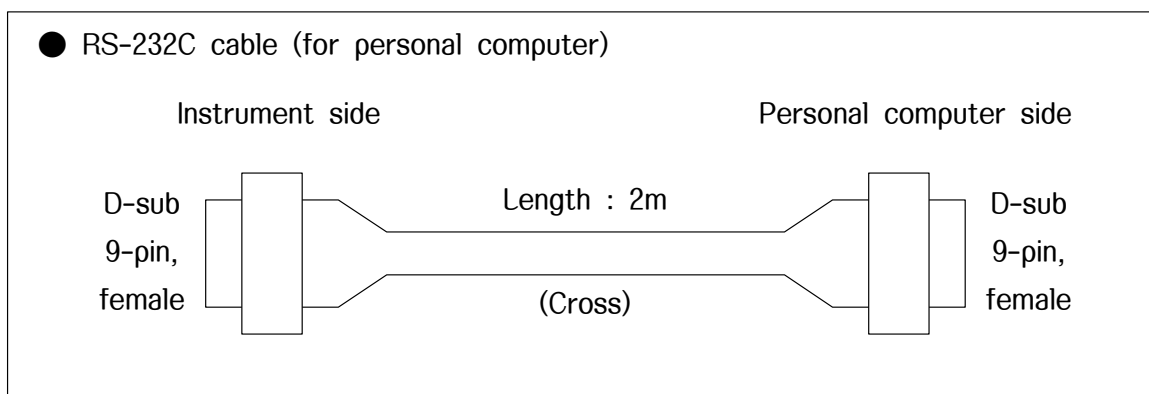 ● RS-232C cable (for personal computer)
Instrument side
Personal computer side
D-sub
9-pin,
female
Length : 2m
(Cross)
D-sub
9-pin,
female